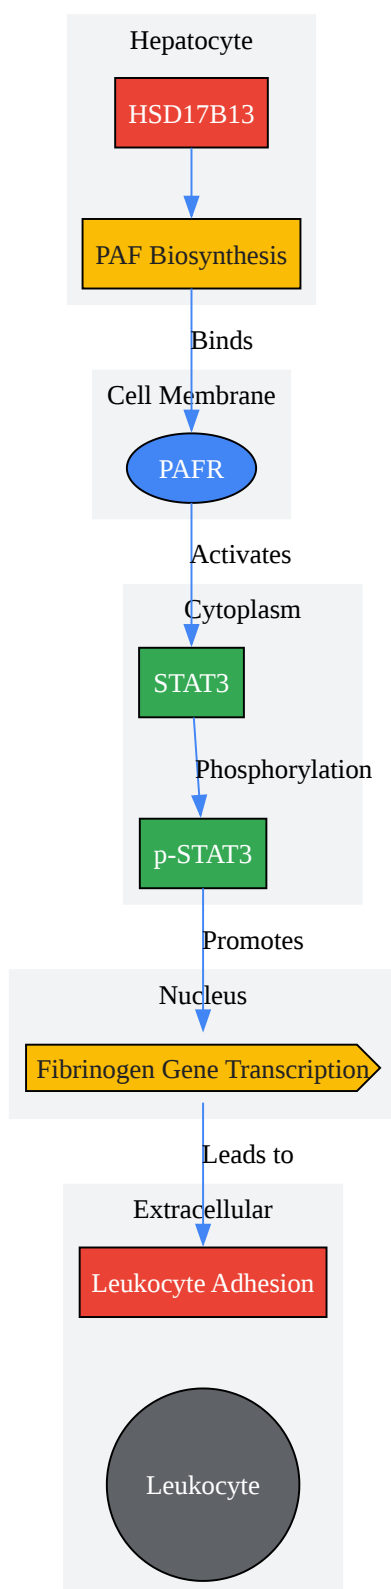 Hepatocyte
HSD17B13
PAF Biosynthesis
Binds
Cell Membrane
PAFR
Activates
Cytoplasm
STAT3
Phosphorylation
p-STAT3
Promotes
Nucleus
Fibrinogen Gene Transcription
Leads to
Extracellular
Leukocyte Adhesion
Leukocyte